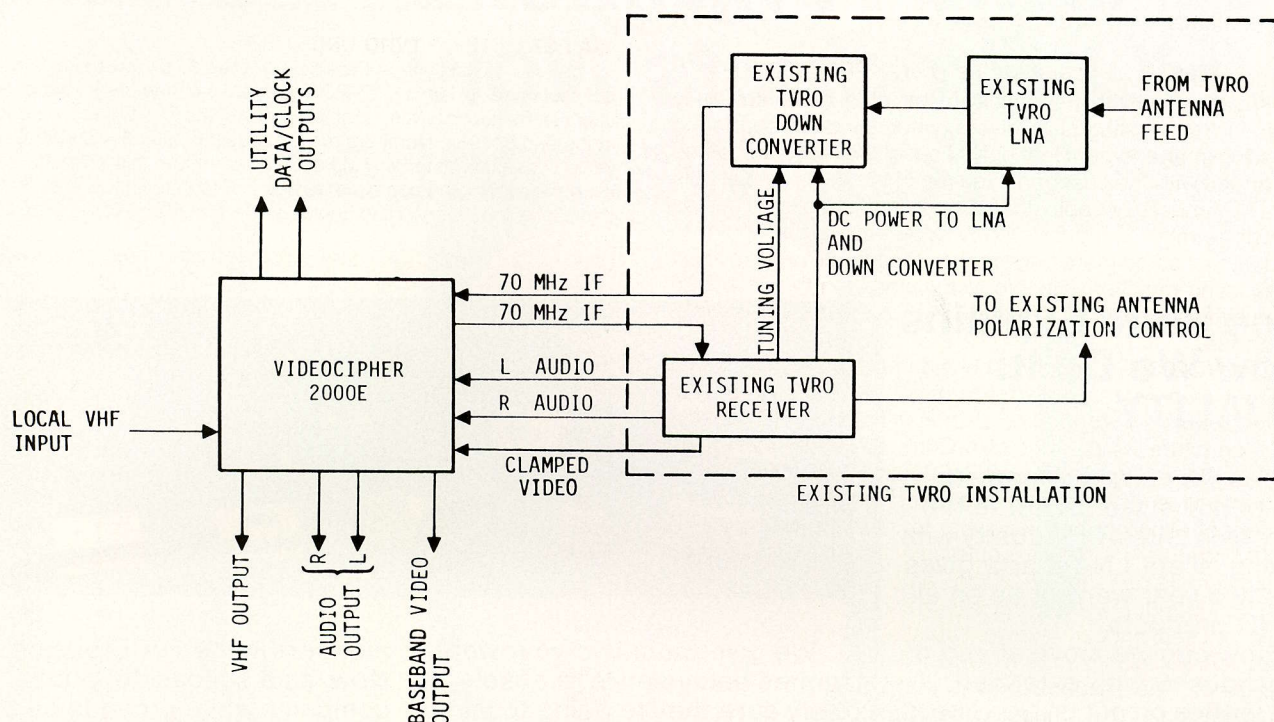 EXISTING
TVRO
DOWN
CONVERTER
EXISTING
TVRO
LNA
FROM TVRO
ANTENNA
FEED
UTILITY
DATA/CLOCK
OUTPUTS
TUNING VOLTAGE
DC POWER TO LNA
AND
DOWN CONVERTER
70 MHz IF
70 MHz IF
TO EXISTING ANTENNA
POLARIZATION CONTROL
VIDEOCIPHER
2000E
L AUDIO
R AUDIO
EXISTING TVRO
RECEIVER
LOCAL VHF
INPUT
CLAMPED
VIDEO
EXISTING TVRO INSTALLATION
VHF OUTPUT
R
L
AUDIO
OUTPUT
BASEBAND VIDEO
OUTPUT